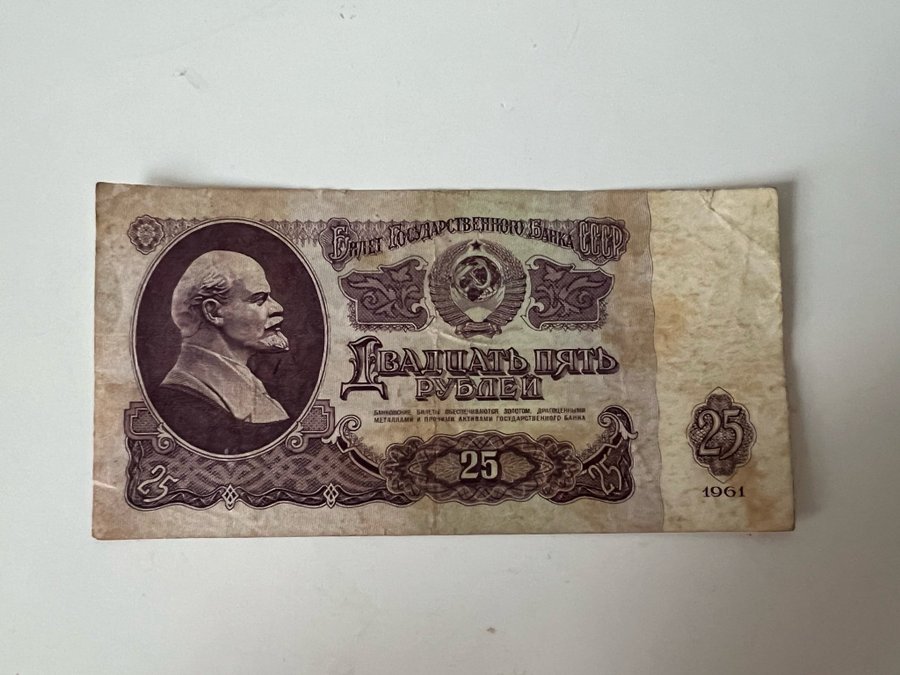 Билет Государственного Банка СССР
Двадцать пять
рублей
БАНКОВСКИЕ БИЛЕТЫ ОБЕСПЕЧИВАЮТСЯ ЗОЛОТОМ, ДРАГОЦЕННЫМИ
МЕТАЛЛАМИ И ПРОЧИМИ АКТИВАМИ ГОСУДАРСТВЕННОГО БАНКА
25
25
25
25
1961